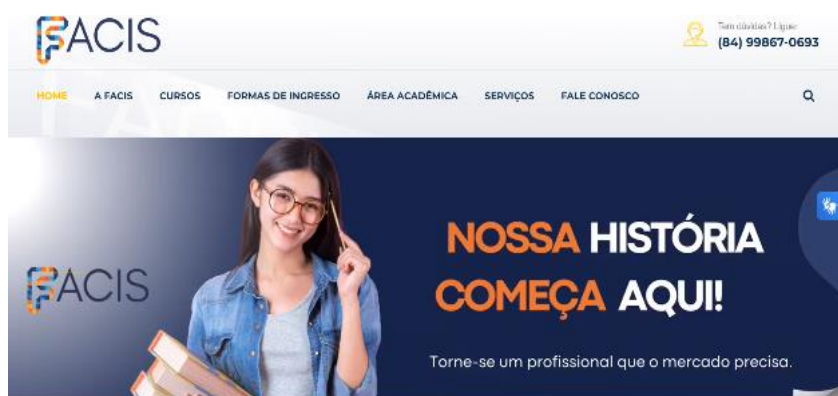 FACIS
Tem dúvidas? Ligue:
(84) 99867-0693
HOME A FACIS CURSOS FORMAS DE INGRESSO ÁREA ACADÊMICA SERVIÇOS FALE CONOSCO
FACIS
NOSSA HISTÓRIA
COMEÇA AQUI!
Torne-se um profissional que o mercado precisa.